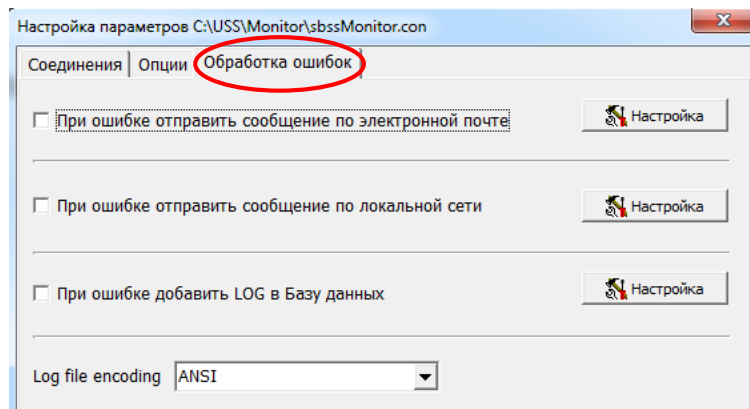 Настройка параметров C:\USS\Monitor\sbssMonitor.con
Соединения Опции Обработка ошибок
При ошибке отправить сообщение по электронной почте Настройка
При ошибке отправить сообщение по локальной сети Настройка
При ошибке добавить LOG в Базу данных Настройка
Log file encoding ANSI